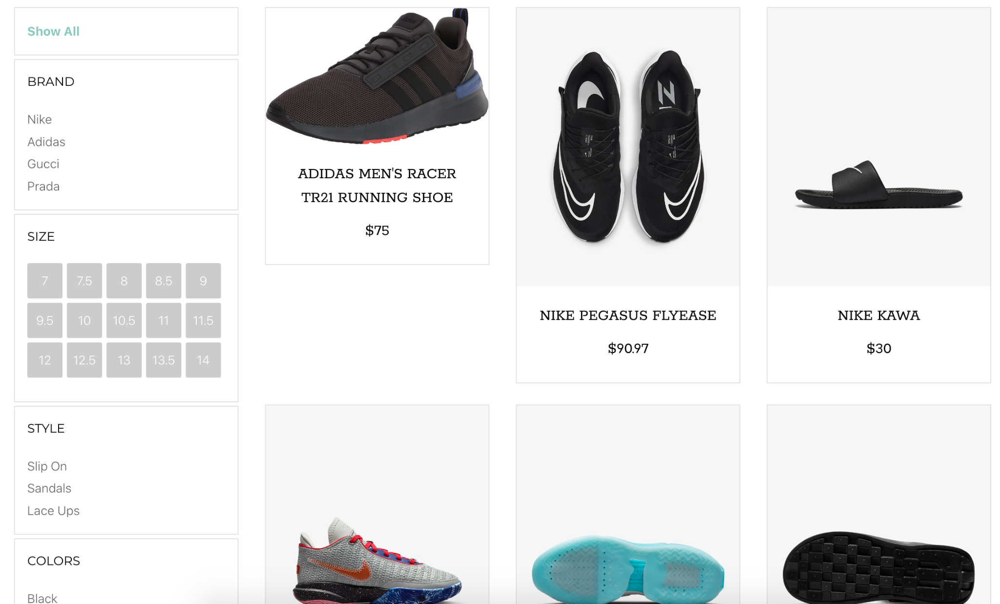 Show All
BRAND
Nike
Adidas
Gucci
Prada
SIZE
7 7.5 8 8.5 9
9.5 10 10.5 11 11.5
12 12.5 13 13.5 14
STYLE
Slip On
Sandals
Lace Ups
COLORS
Black
adidas
ADIDAS MEN'S RACER
TR21 RUNNING SHOE
$75
NIKE PEGASUS FLYEASE
$90.97
NIKE KAWA
$30